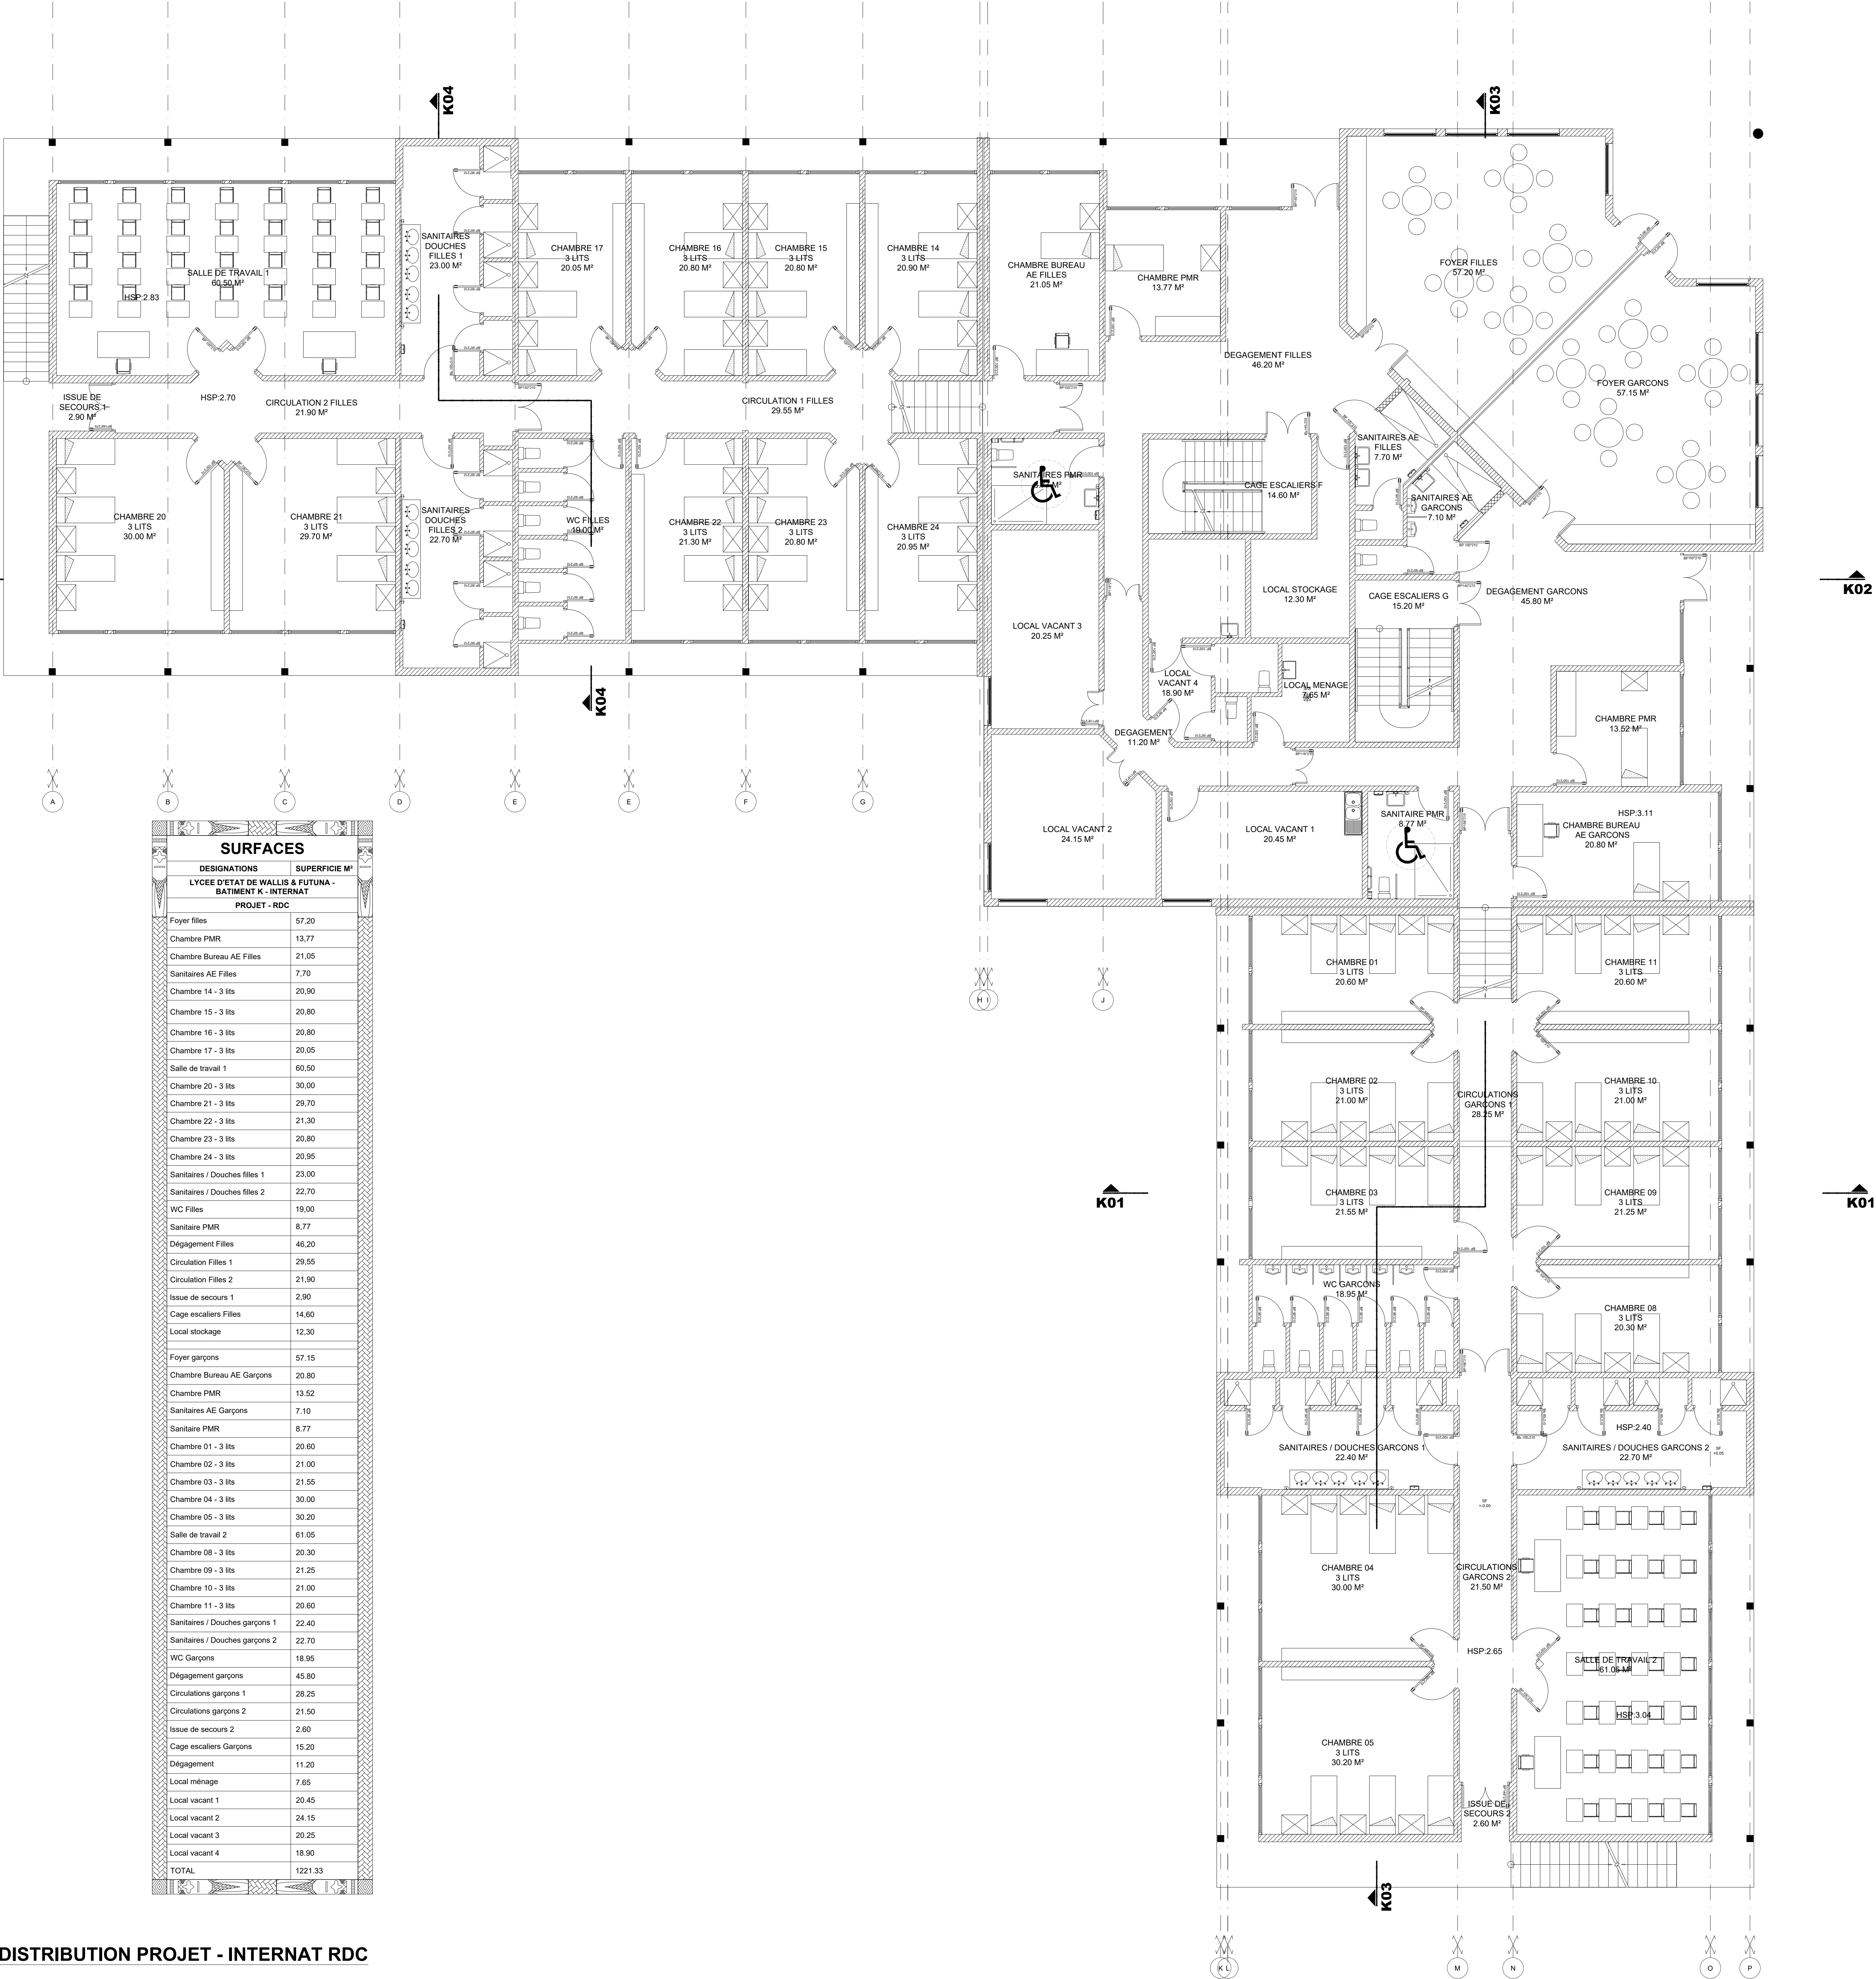 K04
K03
SALLE DE TRAVAIL 1
60.50 M²
HSP:2.83
SANITAIRES
DOUCHES
FILLES 1
23.00 M²
CHAMBRE 17
3 LITS
20.05 M²
CHAMBRE 16
3 LITS
20.80 M²
CHAMBRE 15
3 LITS
20.80 M²
CHAMBRE 14
3 LITS
20.90 M²
CHAMBRE BUREAU
AE FILLES
21.05 M²
CHAMBRE PMR
13.77 M²
FOYER FILLES
57.20 M²
DEGAGEMENT FILLES
46.20 M²
FOYER GARCONS
57.15 M²
ISSUE DE
SECOURS 1
2.90 M²
HSP:2.70
CIRCULATION 2 FILLES
21.90 M²
CIRCULATION 1 FILLES
29.55 M²
SANITAIRES AE
FILLES
7.70 M²
SANITAIRES PMR
CAGE ESCALIERS F
14.60 M²
SANITAIRES AE
GARCONS
7.10 M²
CHAMBRE 20
3 LITS
30.00 M²
CHAMBRE 21
3 LITS
29.70 M²
SANITAIRES
DOUCHES
FILLES 2
22.70 M²
WC FILLES
19.00 M²
CHAMBRE 22
3 LITS
21.30 M²
CHAMBRE 23
3 LITS
20.80 M²
CHAMBRE 24
3 LITS
20.95 M²
LOCAL STOCKAGE
12.30 M²
CAGE ESCALIERS G
15.20 M²
DEGAGEMENT GARCONS
45.80 M²
K02
LOCAL VACANT 3
20.25 M²
LOCAL
VACANT 4
18.90 M²
LOCAL MENAGE
7.65 M²
K04
DEGAGEMENT
11.20 M²
CHAMBRE PMR
13.52 M²
A
B
C
D
E
E
F
G
LOCAL VACANT 2
24.15 M²
LOCAL VACANT 1
20.45 M²
SANITAIRE PMR
8.77 M²
HSP:3.11
CHAMBRE BUREAU
AE GARCONS
20.80 M²
H
I
J
CHAMBRE 01
3 LITS
20.60 M²
CHAMBRE 11
3 LITS
20.60 M²
CHAMBRE 02
3 LITS
21.00 M²
CIRCULATIONS
GARCONS 1
28.25 M²
CHAMBRE 10
3 LITS
21.00 M²
K01
CHAMBRE 03
3 LITS
21.55 M²
CHAMBRE 09
3 LITS
21.25 M²
K01
WC GARCONS
18.95 M²
CHAMBRE 08
3 LITS
20.30 M²
SANITAIRES / DOUCHES GARCONS 1
22.40 M²
HSP:2.40
SANITAIRES / DOUCHES GARCONS 2
22.70 M²
SF
+0.05
SF
+-0.00
CHAMBRE 04
3 LITS
30.00 M²
CIRCULATIONS
GARCONS 2
21.50 M²
HSP:2.65
SALLE DE TRAVAIL 2
61.05 M²
HSP:3.04
CHAMBRE 05
3 LITS
30.20 M²
ISSUE DE
SECOURS 2
2.60 M²
K03
K
L
M
N
O
P
SURFACES
DESIGNATIONS SUPERFICIE M²
LYCEE D'ETAT DE WALLIS & FUTUNA -
BATIMENT K - INTERNAT
PROJET - RDC
Foyer filles 57,20
Chambre PMR 13,77
Chambre Bureau AE Filles 21,05
Sanitaires AE Filles 7,70
Chambre 14 - 3 lits 20,90
Chambre 15 - 3 lits 20,80
Chambre 16 - 3 lits 20,80
Chambre 17 - 3 lits 20,05
Salle de travail 1 60,50
Chambre 20 - 3 lits 30,00
Chambre 21 - 3 lits 29,70
Chambre 22 - 3 lits 21,30
Chambre 23 - 3 lits 20,80
Chambre 24 - 3 lits 20,95
Sanitaires / Douches filles 1 23,00
Sanitaires / Douches filles 2 22,70
WC Filles 19,00
Sanitaire PMR 8,77
Dégagement Filles 46,20
Circulation Filles 1 29,55
Circulation Filles 2 21,90
Issue de secours 1 2,90
Cage escaliers Filles 14,60
Local stockage 12,30
Foyer garçons 57.15
Chambre Bureau AE Garçons 20.80
Chambre PMR 13.52
Sanitaires AE Garçons 7.10
Sanitaire PMR 8.77
Chambre 01 - 3 lits 20.60
Chambre 02 - 3 lits 21.00
Chambre 03 - 3 lits 21.55
Chambre 04 - 3 lits 30.00
Chambre 05 - 3 lits 30.20
Salle de travail 2 61.05
Chambre 08 - 3 lits 20.30
Chambre 09 - 3 lits 21.25
Chambre 10 - 3 lits 21.00
Chambre 11 - 3 lits 20.60
Sanitaires / Douches garçons 1 22.40
Sanitaires / Douches garçons 2 22.70
WC Garçons 18.95
Dégagement garçons 45.80
Circulations garçons 1 28.25
Circulations garçons 2 21.50
Issue de secours 2 2.60
Cage escaliers Garçons 15.20
Dégagement 11.20
Local ménage 7.65
Local vacant 1 20.45
Local vacant 2 24.15
Local vacant 3 20.25
Local vacant 4 18.90
TOTAL 1221.33
DISTRIBUTION PROJET - INTERNAT RDC